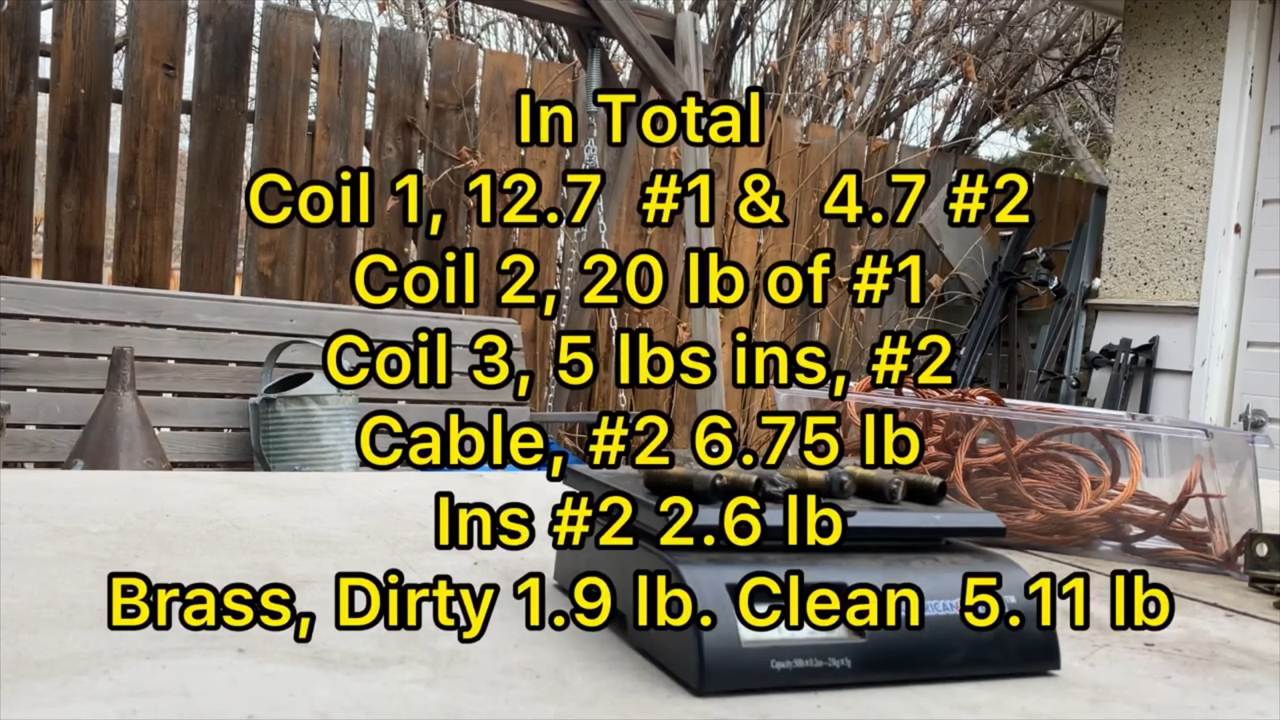 In Total
Coil 1, 12.7 #1 & 4.7 #2
Coil 2, 20 lb of #1
Coil 3, 5 lbs ins, #2
Cable, #2 6.75 lb
Ins #2 2.6 lb
Brass, Dirty 1.9 lb. Clean 5.11 lb